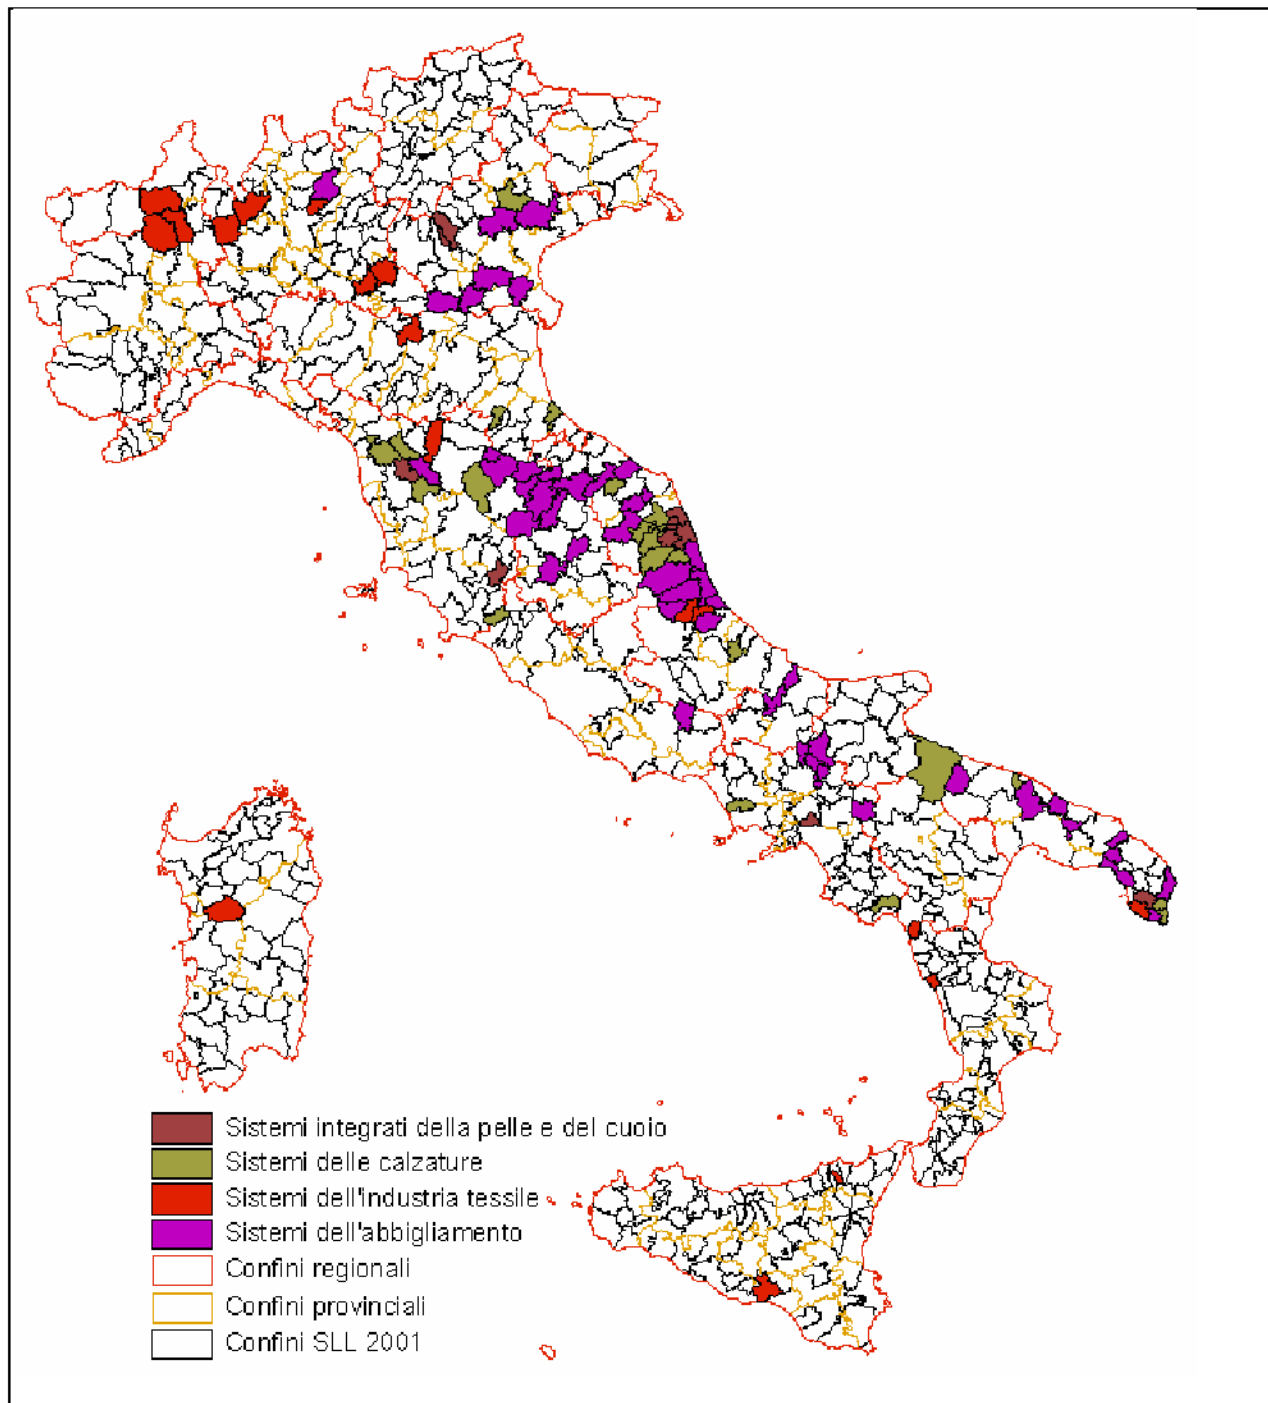 Sistemi integrati della pelle e del cuoio
Sistemi delle calzature
Sistemi dell'industria tessile
Sistemi dell'abbigliamento
Confini regionali
Confini provinciali
Confini SLL 2001